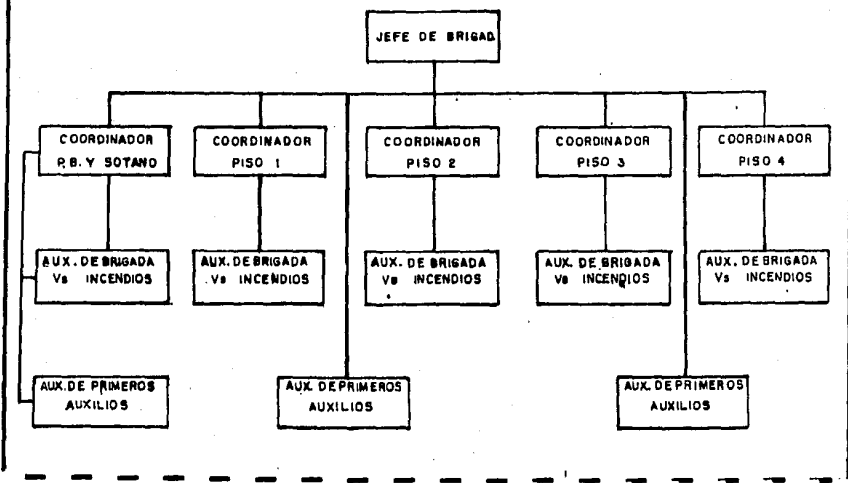 JEFE DE BRIGAD
COORDINADOR
P.B. Y SOTANO
COORDINADOR
PISO 1
COORDINADOR
PISO 2
COORDINADOR
PISO 3
COORDINADOR
PISO 4
AUX. DE BRIGADA
Vs INCENDIOS
AUX. DE BRIGADA
Vs INCENDIOS
AUX. DE BRIGADA
Vs INCENDIOS
AUX. DE BRIGADA
Vs INCENDIOS
AUX. DE BRIGADA
Vs INCENDIOS
AUX. DE PRIMEROS
AUXILIOS
AUX. DE PRIMEROS
AUXILIOS
AUX. DE PRIMEROS
AUXILIOS